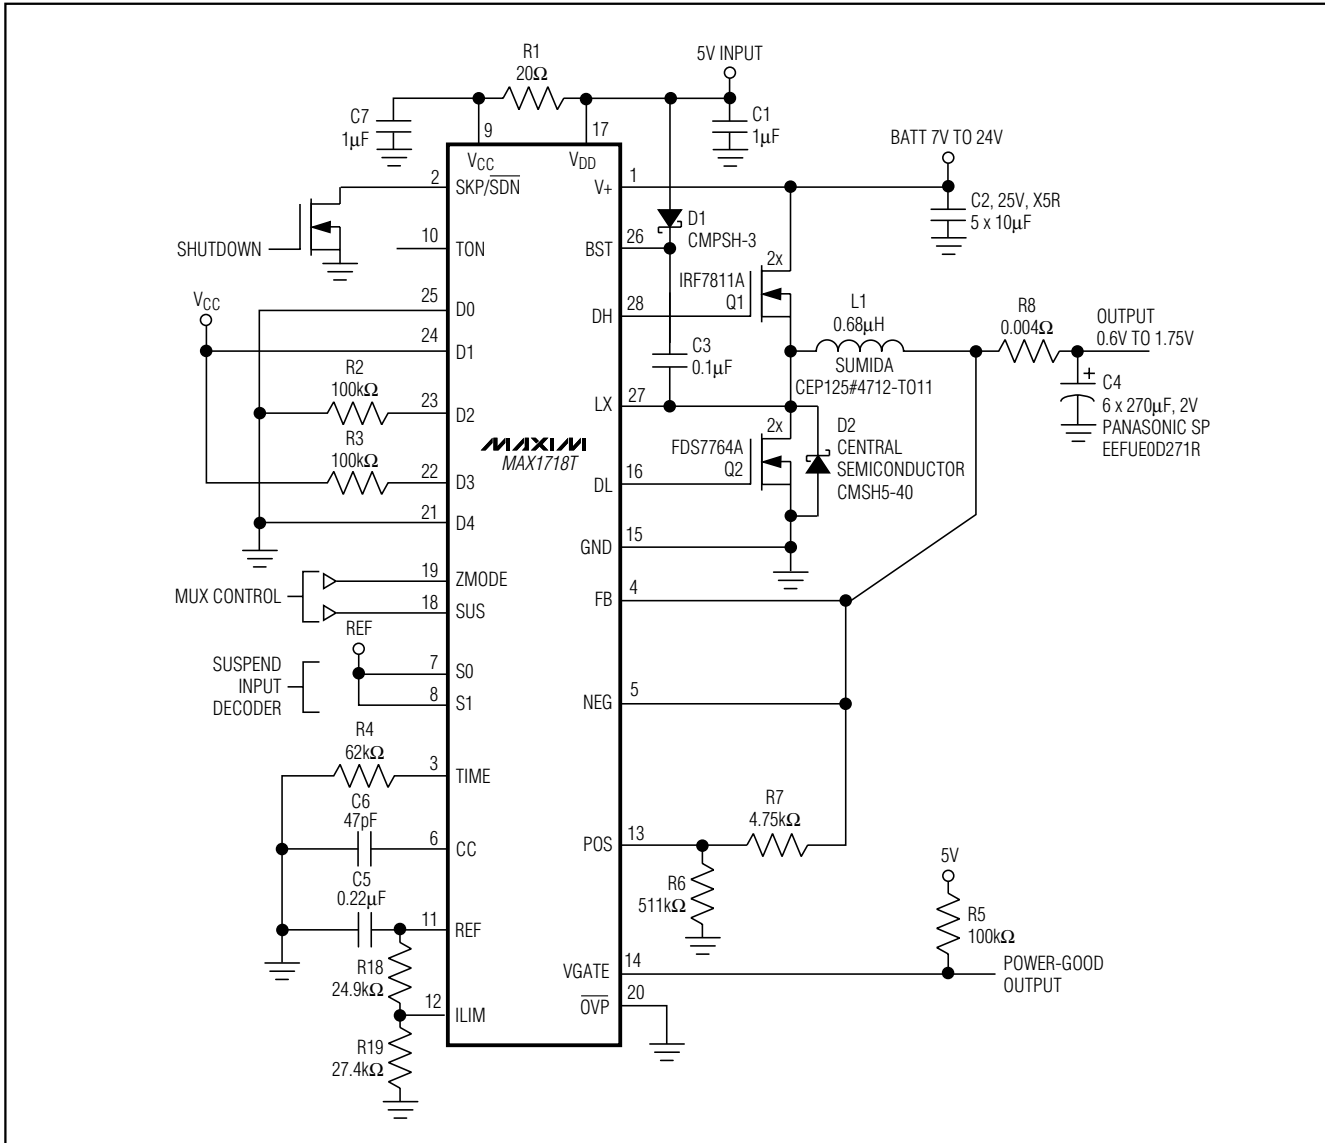 R1
20Ω
5V INPUT
C7
1µF
9
17
C1
1µF
BATT 7V TO 24V
VCC
VDD
2
SKP/SDN
V+
1
C2, 25V, X5R
5 x 10µF
SHUTDOWN
10
TON
BST
26
D1
CMPSH-3
VCC
25
D0
DH
28
IRF7811A
Q1
2x
L1
0.68µH
SUMIDA
CEP125#4712-TO11
R8
0.004Ω
OUTPUT
0.6V TO 1.75V
24
D1
C3
0.1µF
+
C4
6 x 270µF, 2V
PANASONIC SP
EEFUE0D271R
R2
100kΩ
23
D2
LX
27
R3
100kΩ
22
D3
MAXIM
MAX1718T
FDS7764A
Q2
2x
D2
CENTRAL
SEMICONDUCTOR
CMSH5-40
DL
16
21
D4
GND
15
MUX CONTROL
19
ZMODE
18
SUS
FB
4
REF
SUSPEND
INPUT
DECODER
7
S0
8
S1
NEG
5
R4
62kΩ
3
TIME
C6
47pF
6
CC
POS
13
R7
4.75kΩ
R6
511kΩ
5V
R5
100kΩ
C5
0.22µF
11
REF
R18
24.9kΩ
VGATE
14
POWER-GOOD
OUTPUT
OVP
20
12
ILIM
R19
27.4kΩ